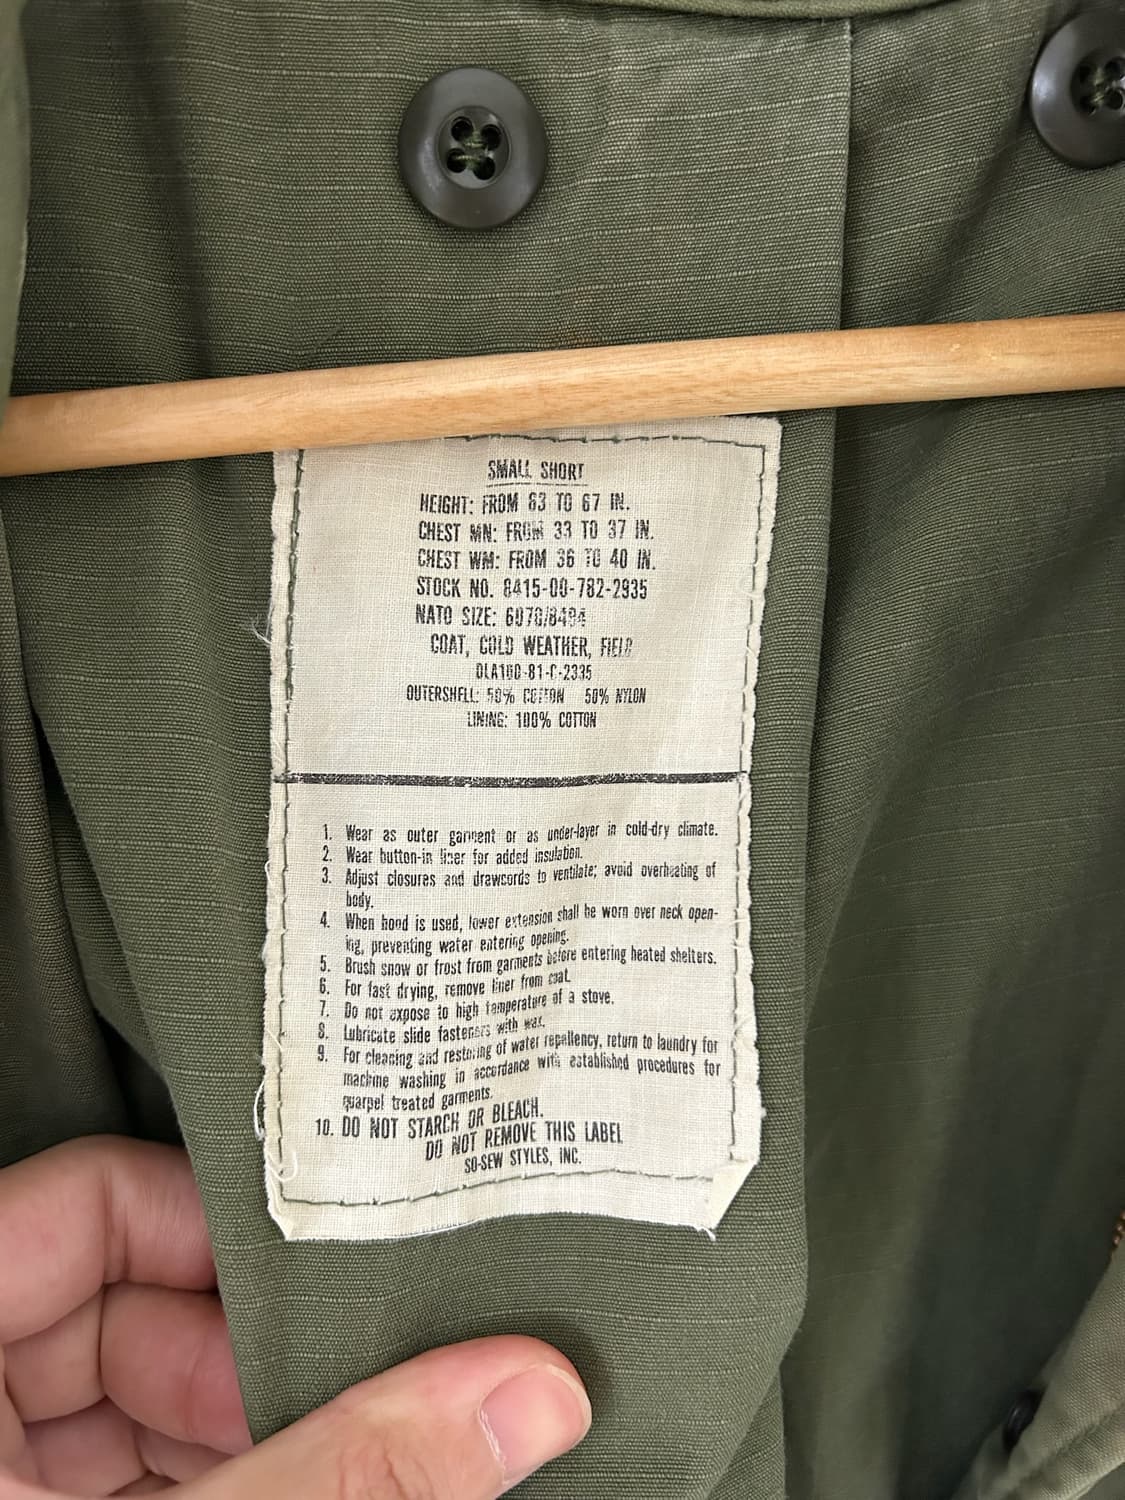 SMALL SHORT
HEIGHT: FROM 63 TO 67 IN.
CHEST MN: FROM 33 TO 37 IN.
CHEST WM: FROM 36 TO 40 IN.
STOCK NO. 8415-00-782-2935
NATO SIZE: 6070/8494
COAT, COLD WEATHER, FIELD
DLA100-81-C-2335
OUTERSHELL: 50% COTTON 50% NYLON
LINING: 100% COTTON
1. Wear as outer garment or as under-layer in cold-dry climate.
2. Wear button-in liner for added insulation.
3. Adjust closures and drawcords to ventilate; avoid overheating of
body.
4. When hood is used, lower extension shall be worn over neck open-
ing, preventing water entering opening.
5. Brush snow or frost from garments before entering heated shelters.
6. For fast drying, remove liner from coat.
7. Do not expose to high temperature of a stove.
8. Lubricate slide fasteners with wax.
9. For cleaning and restoring of water repellency, return to laundry for
machine washing in accordance with established procedures for
quarpel treated garments.
10. DO NOT STARCH OR BLEACH.
DO NOT REMOVE THIS LABEL
SO-SEW STYLES, INC.